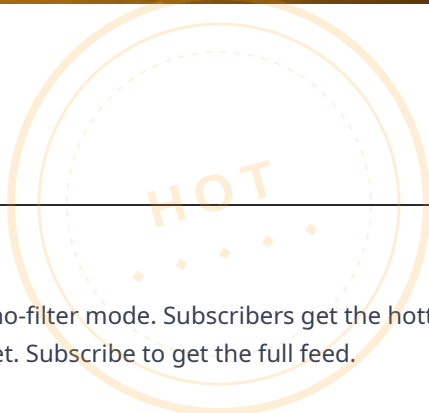 HOT
no-filter mode. Subscribers get the hott
et. Subscribe to get the full feed.